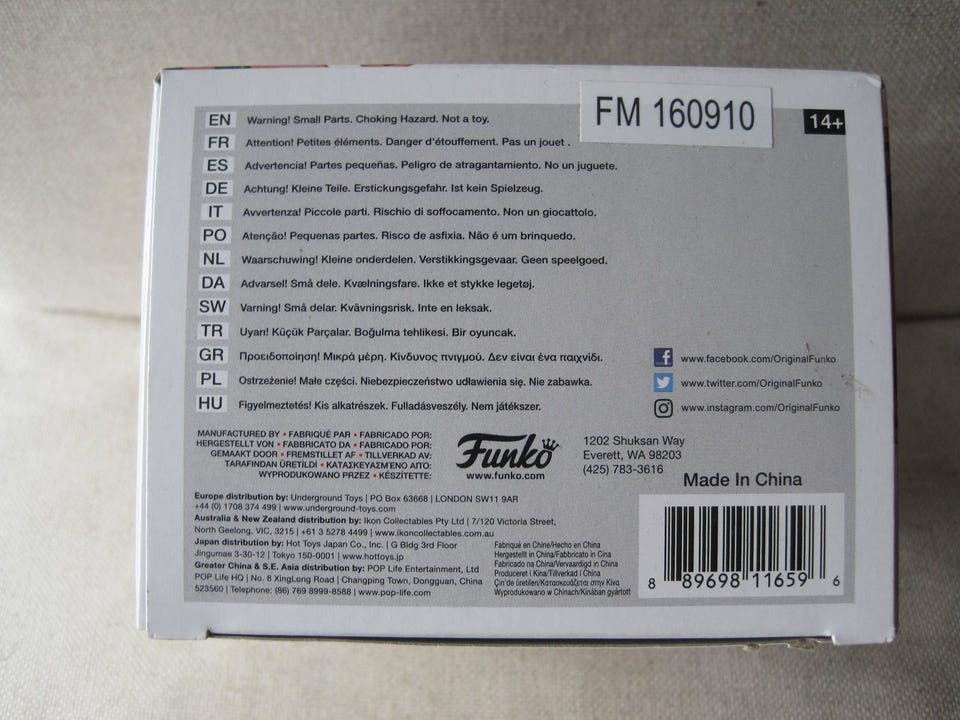 FM 160910
14+
EN Warning! Small Parts. Choking Hazard. Not a toy.
FR Attention! Petites éléments. Danger d'étouffement. Pas un jouet .
ES Advertencia! Partes pequeñas. Peligro de atragantamiento. No un juguete.
DE Achtung! Kleine Teile. Erstickungsgefahr. Ist kein Spielzeug.
IT Avvertenza! Piccole parti. Rischio di soffocamento. Non un giocattolo.
PO Atenção! Pequenas partes. Risco de asfixia. Não é um brinquedo.
NL Waarschuwing! Kleine onderdelen. Verstikkingsgevaar. Geen speelgoed.
DA Advarsel! Små dele. Kvælningsfare. Ikke et stykke legetøj.
SW Varning! Små delar. Kvävningsrisk. Inte en leksak.
TR Uyarı! Küçük Parçalar. Boğulma tehlikesi. Bir oyuncak.
GR Προειδοποίηση! Μικρά μέρη. Κίνδυνος πνιγμού. Δεν είναι ένα παιχνίδι.
PL Ostrzeżenie! Małe części. Niebezpieczeństwo udławienia się. Nie zabawka.
HU Figyelmeztetés! Kis alkatrészek. Fulladásveszély. Nem játékszer.
f www.facebook.com/OriginalFunko
www.twitter.com/OriginalFunko
www.instagram.com/OriginalFunko
MANUFACTURED BY • FABRIQUÉ PAR • FABRICADO POR:
HERGESTELLT VON • FABBRICATO DA • FABRICADO POR:
GEMAAKT DOOR • FREMSTILLET AF • TILLVERKAD AV:
TARAFINDAN ÜRETİLDİ • ΚΑΤΑΣΚΕΥΑΣΜΈΝΟ ΑΠΌ:
WYPRODUKOWANO PRZEZ • KÉSZÍTETTE:
Funko
www.funko.com
1202 Shuksan Way
Everett, WA 98203
(425) 783-3616
Made In China
Europe distribution by: Underground Toys | PO Box 63668 | LONDON SW11 9AR
+44 (0) 1708 374 499 | www.underground-toys.com
Australia & New Zealand distribution by: Ikon Collectables Pty Ltd | 7/120 Victoria Street,
North Geelong, VIC, 3215 | +61 3 5278 4499 | www.ikoncollectables.com.au
Japan distribution by: Hot Toys Japan Co., Inc. | G Bldg 3rd Floor
Jingumae 3-30-12 | Tokyo 150-0001 | www.hottoys.jp
Greater China & S.E. Asia distribution by: POP Life Entertainment, Ltd
POP Life HQ | No. 8 XingLong Road | Changping Town, Dongguan, China
523560 | Telephone: (86) 769 8999-8588 | www.pop-life.com
Fabriqué en Chine/Hecho en China
Hergestellt in China/Fabbricato in Cina
Fabricado na China/Vervaardigd in China
Produceret i Kina/Tillverkad i China
Çin'de üretilen/Κατασκευάζεται στην Κίνα
Wyprodukowano w Chinach/Kínában gyártott
8 89698 11659 6